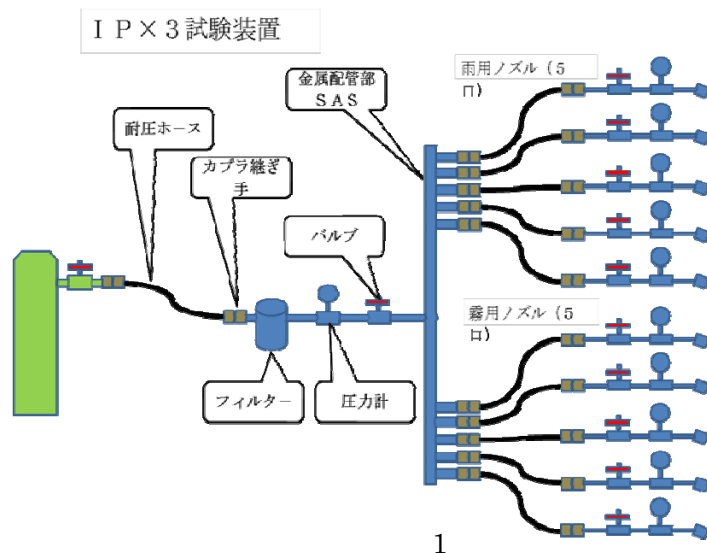 ＩＰ×３試験装置
金属配管部
ＳＡＳ
雨用ノズル（５
口）
耐圧ホース
カプラ継ぎ
手
バルブ
霧用ノズル（５
口）
フィルター
圧力計
1